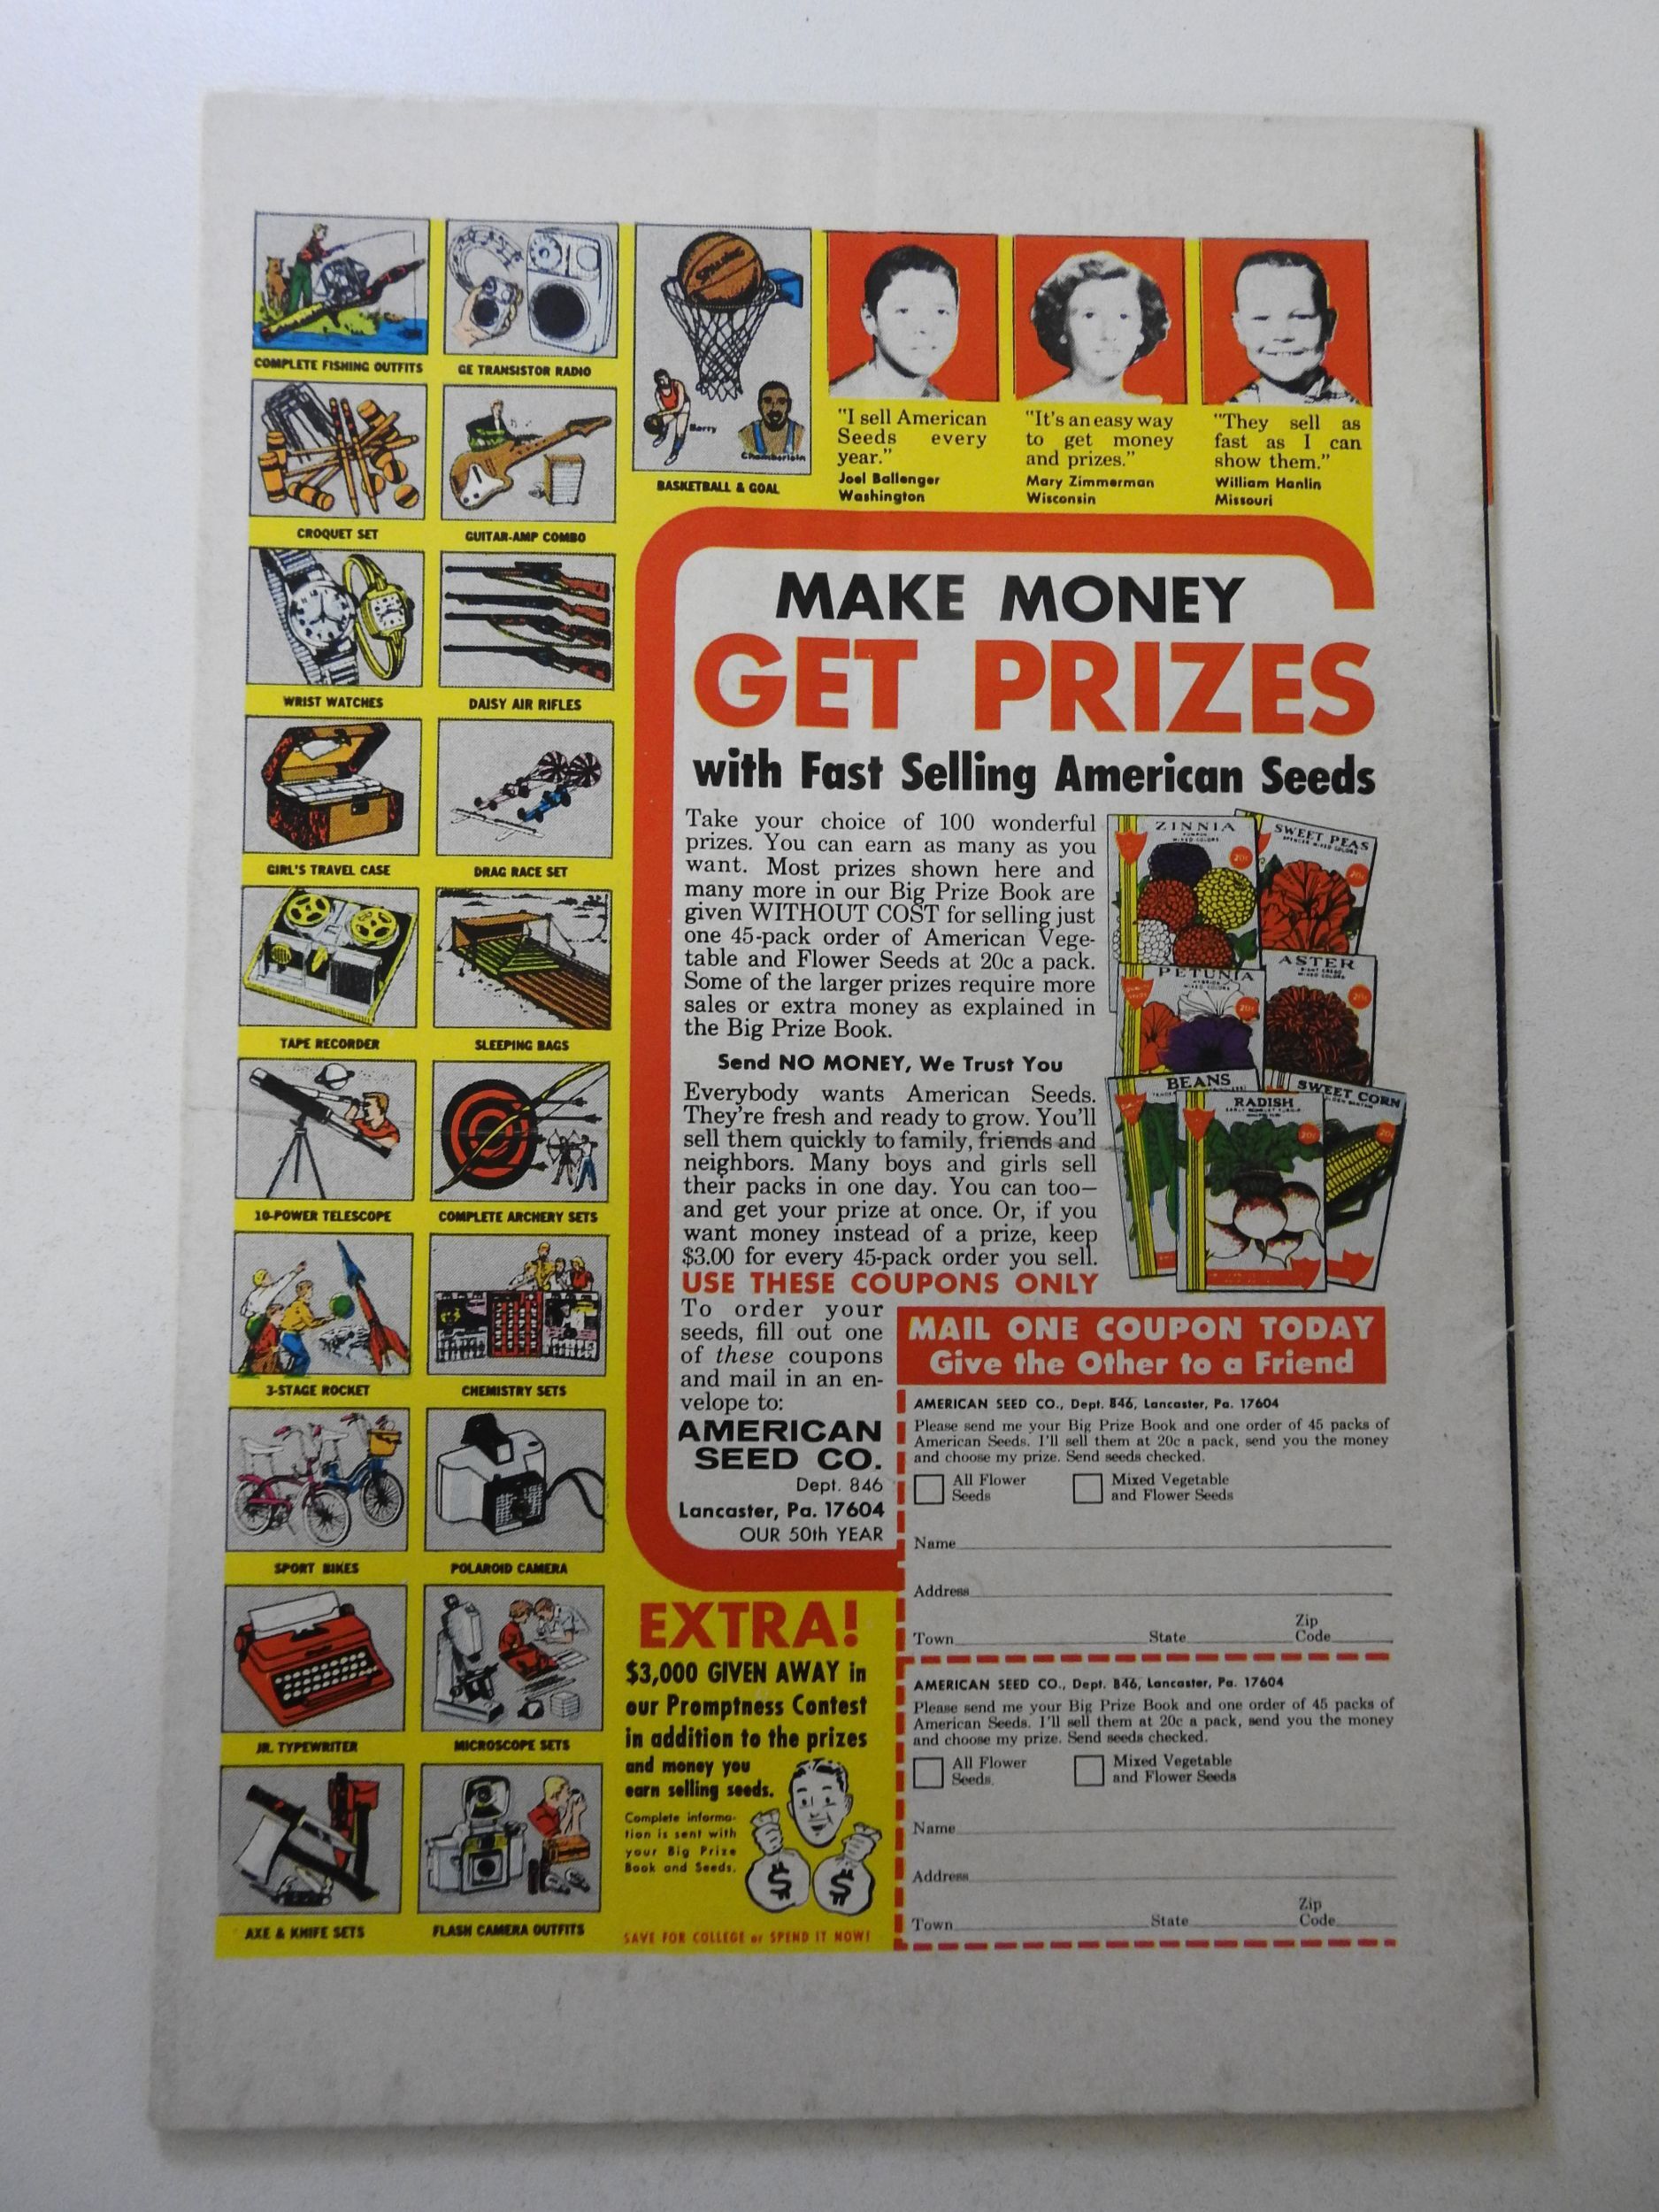 COMPLETE FISHING OUTFITS
GE TRANSISTOR RADIO
CROQUET SET
GUITAR-AMP COMBO
WRIST WATCHES
DAISY AIR RIFLES
GIRL'S TRAVEL CASE
DRAG RACE SET
TAPE RECORDER
SLEEPING BAGS
10-POWER TELESCOPE
COMPLETE ARCHERY SETS
3-STAGE ROCKET
CHEMISTRY SETS
SPORT BIKES
POLAROID CAMERA
JR. TYPEWRITER
MICROSCOPE SETS
AXE & KNIFE SETS
FLASH CAMERA OUTFITS
Barry
Chamberlain
BASKETBALL & GOAL
"I sell American
Seeds every
year."
Joel Ballenger
Washington
"It's an easy way
to get money
and prizes."
Mary Zimmerman
Wisconsin
"They sell as
fast as I can
show them."
William Hanlin
Missouri
MAKE MONEY
GET PRIZES
with Fast Selling American Seeds
Take your choice of 100 wonderful
prizes. You can earn as many as you
want. Most prizes shown here and
many more in our Big Prize Book are
given WITHOUT COST for selling just
one 45-pack order of American Vege-
table and Flower Seeds at 20c a pack.
Some of the larger prizes require more
sales or extra money as explained in
the Big Prize Book.
Send NO MONEY, We Trust You
Everybody wants American Seeds.
They're fresh and ready to grow. You'll
sell them quickly to family, friends and
neighbors. Many boys and girls sell
their packs in one day. You can too—
and get your prize at once. Or, if you
want money instead of a prize, keep
$3.00 for every 45-pack order you sell.
USE THESE COUPONS ONLY
To order your
seeds, fill out one
of these coupons
and mail in an en-
velope to:
AMERICAN
SEED CO.
Dept. 846
Lancaster, Pa. 17604
OUR 50th YEAR
ZINNIA
MIXED COLORS
20c
SWEET PEAS
SPENCER MIXED COLORS
20c
PETUNIA
MIXED COLORS
20c
ASTER
MIXED COLORS
20c
BEANS
RADISH
20c
SWEET CORN
20c
MAIL ONE COUPON TODAY
Give the Other to a Friend
AMERICAN SEED CO., Dept. 846, Lancaster, Pa. 17604
Please send me your Big Prize Book and one order of 45 packs of
American Seeds. I'll sell them at 20c a pack, send you the money
and choose my prize. Send seeds checked.
All Flower
Seeds
Mixed Vegetable
and Flower Seeds
Name
Address
Town State Zip Code
AMERICAN SEED CO., Dept. 846, Lancaster, Pa. 17604
Please send me your Big Prize Book and one order of 45 packs of
American Seeds. I'll sell them at 20c a pack, send you the money
and choose my prize. Send seeds checked.
All Flower
Seeds
Mixed Vegetable
and Flower Seeds
Name
Address
Town State Zip Code
EXTRA!
$3,000 GIVEN AWAY in
our Promptness Contest
in addition to the prizes
and money you
earn selling seeds.
Complete informa-
tion is sent with
your Big Prize
Book and Seeds.
$ $
SAVE FOR COLLEGE or SPEND IT NOW!